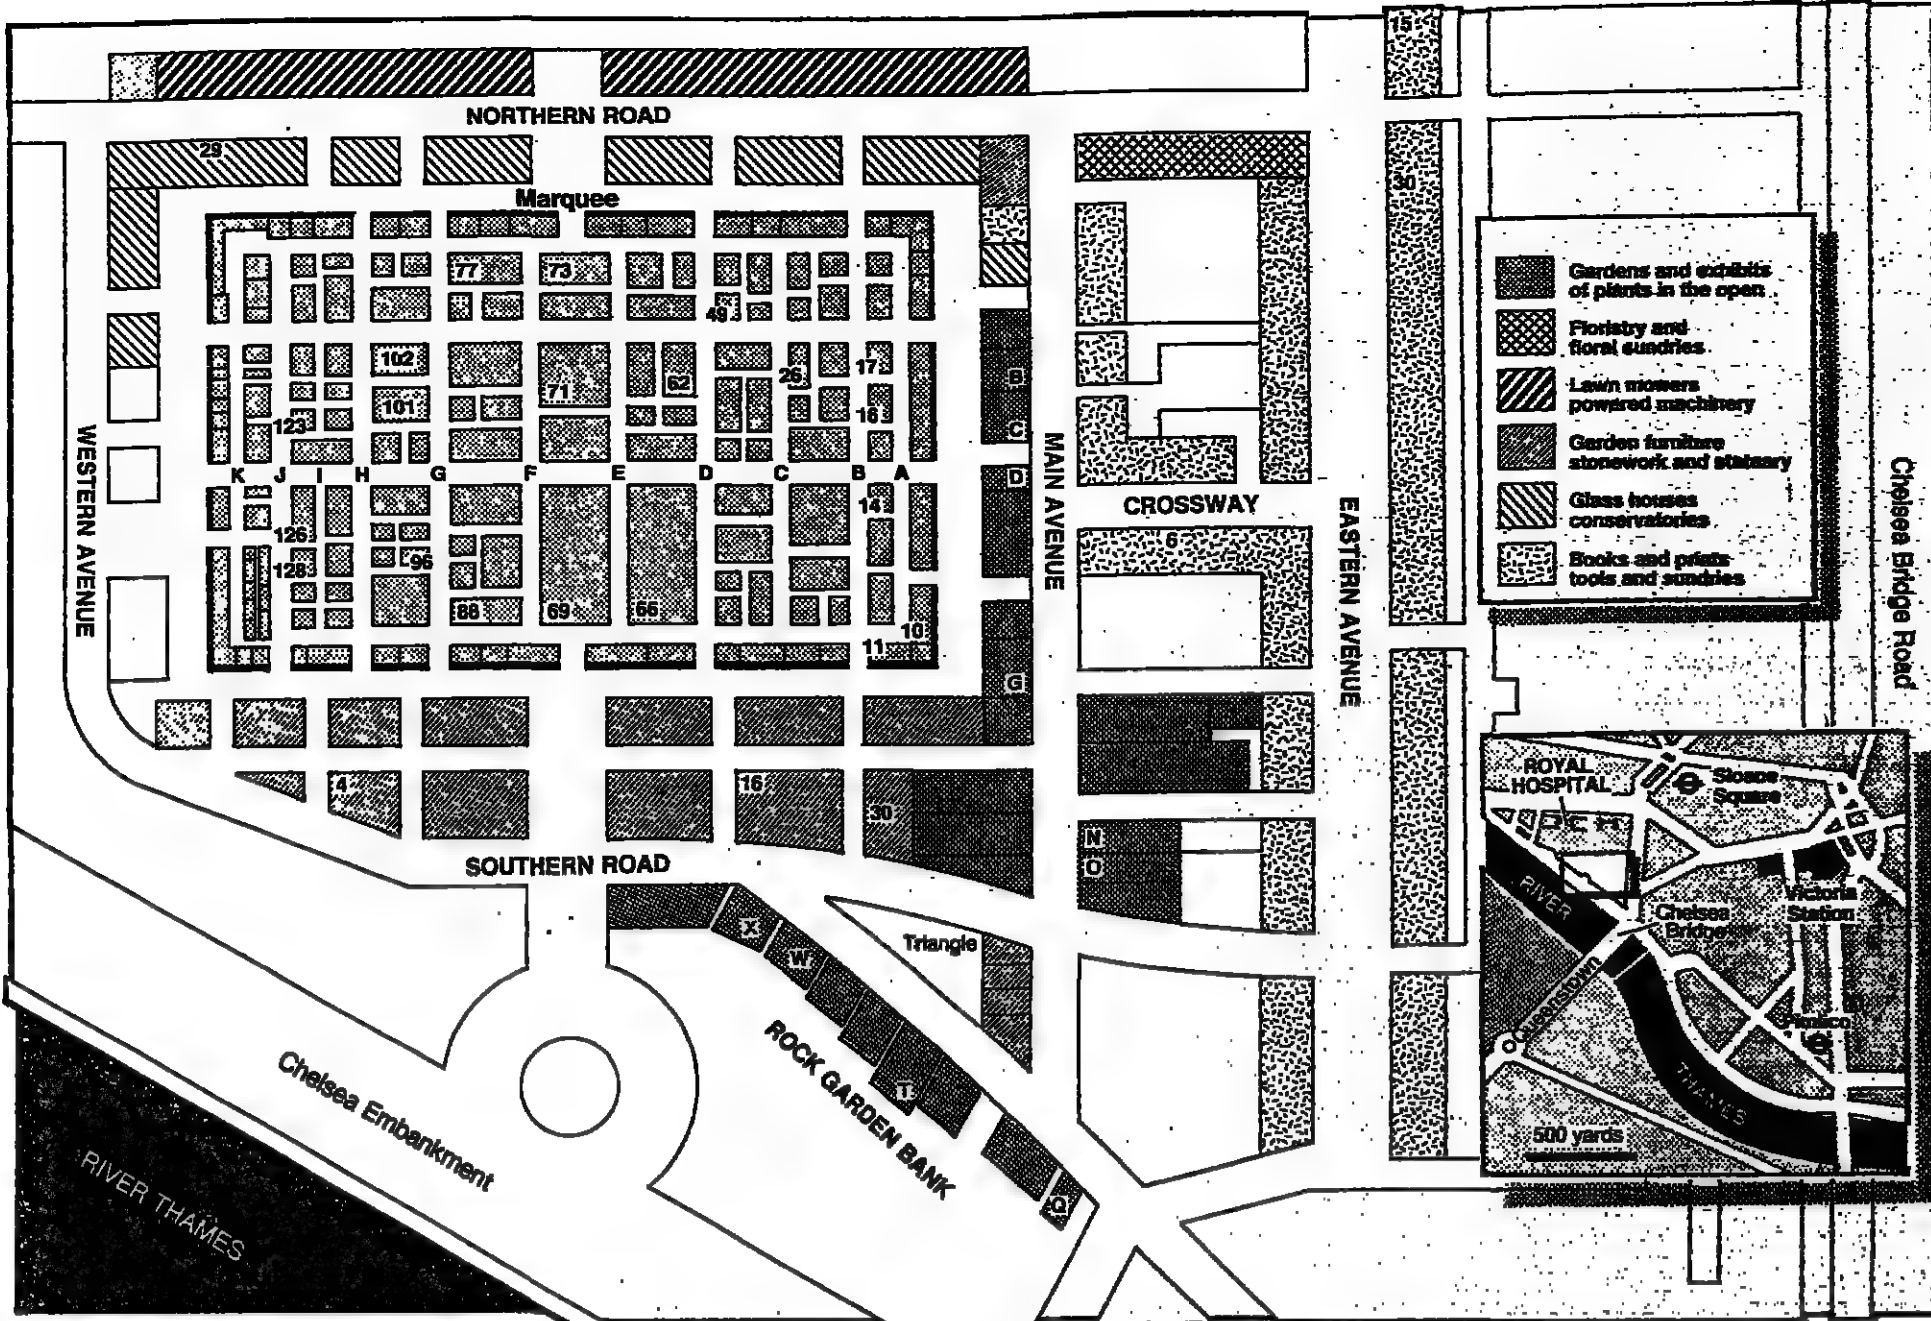 15
NORTHERN ROAD
29
30
Marquee
77
73
49
102
71
62
26
17
101
16
123
B
C
K J I H G F E D C B A
D
14
126
128
96
88
69
66
10
11
G
6
WESTERN AVENUE
MAIN AVENUE
CROSSWAY
EASTERN AVENUE
Chelsea Bridge Road
Gardens and exhibits
of plants in the open
Floristry and
floral sundries
Lawn mowers
powered machinery
Garden furniture
stonework and statuary
Glass houses
conservatories
Books and prints
tools and sundries
4
16
30
N
O
SOUTHERN ROAD
X
W
T
Q
Triangle
ROCK GARDEN BANK
Chelsea Embankment
RIVER THAMES
ROYAL
HOSPITAL
Sloane
Square
RIVER
Victoria
Station
Chelsea
Bridge
QUEENSTOWN
Pimlico
THAMES
500 yards